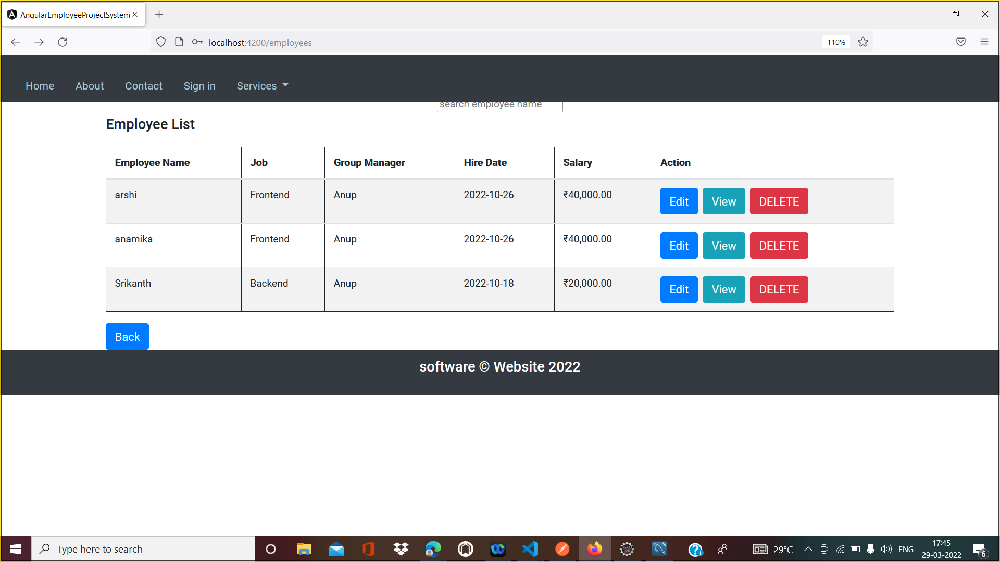 AngularEmployeeProjectSystem
localhost:4200/employees
110%
Home About Contact Sign in Services
search employee name
Employee List
Employee Name Job Group Manager Hire Date Salary Action
arshi Frontend Anup 2022-10-26 ₹40,000.00 Edit View DELETE
anamika Frontend Anup 2022-10-26 ₹40,000.00 Edit View DELETE
Srikanth Backend Anup 2022-10-18 ₹20,000.00 Edit View DELETE
Back
software © Website 2022
Type here to search
29°C
ENG
17:45
29-03-2022
6